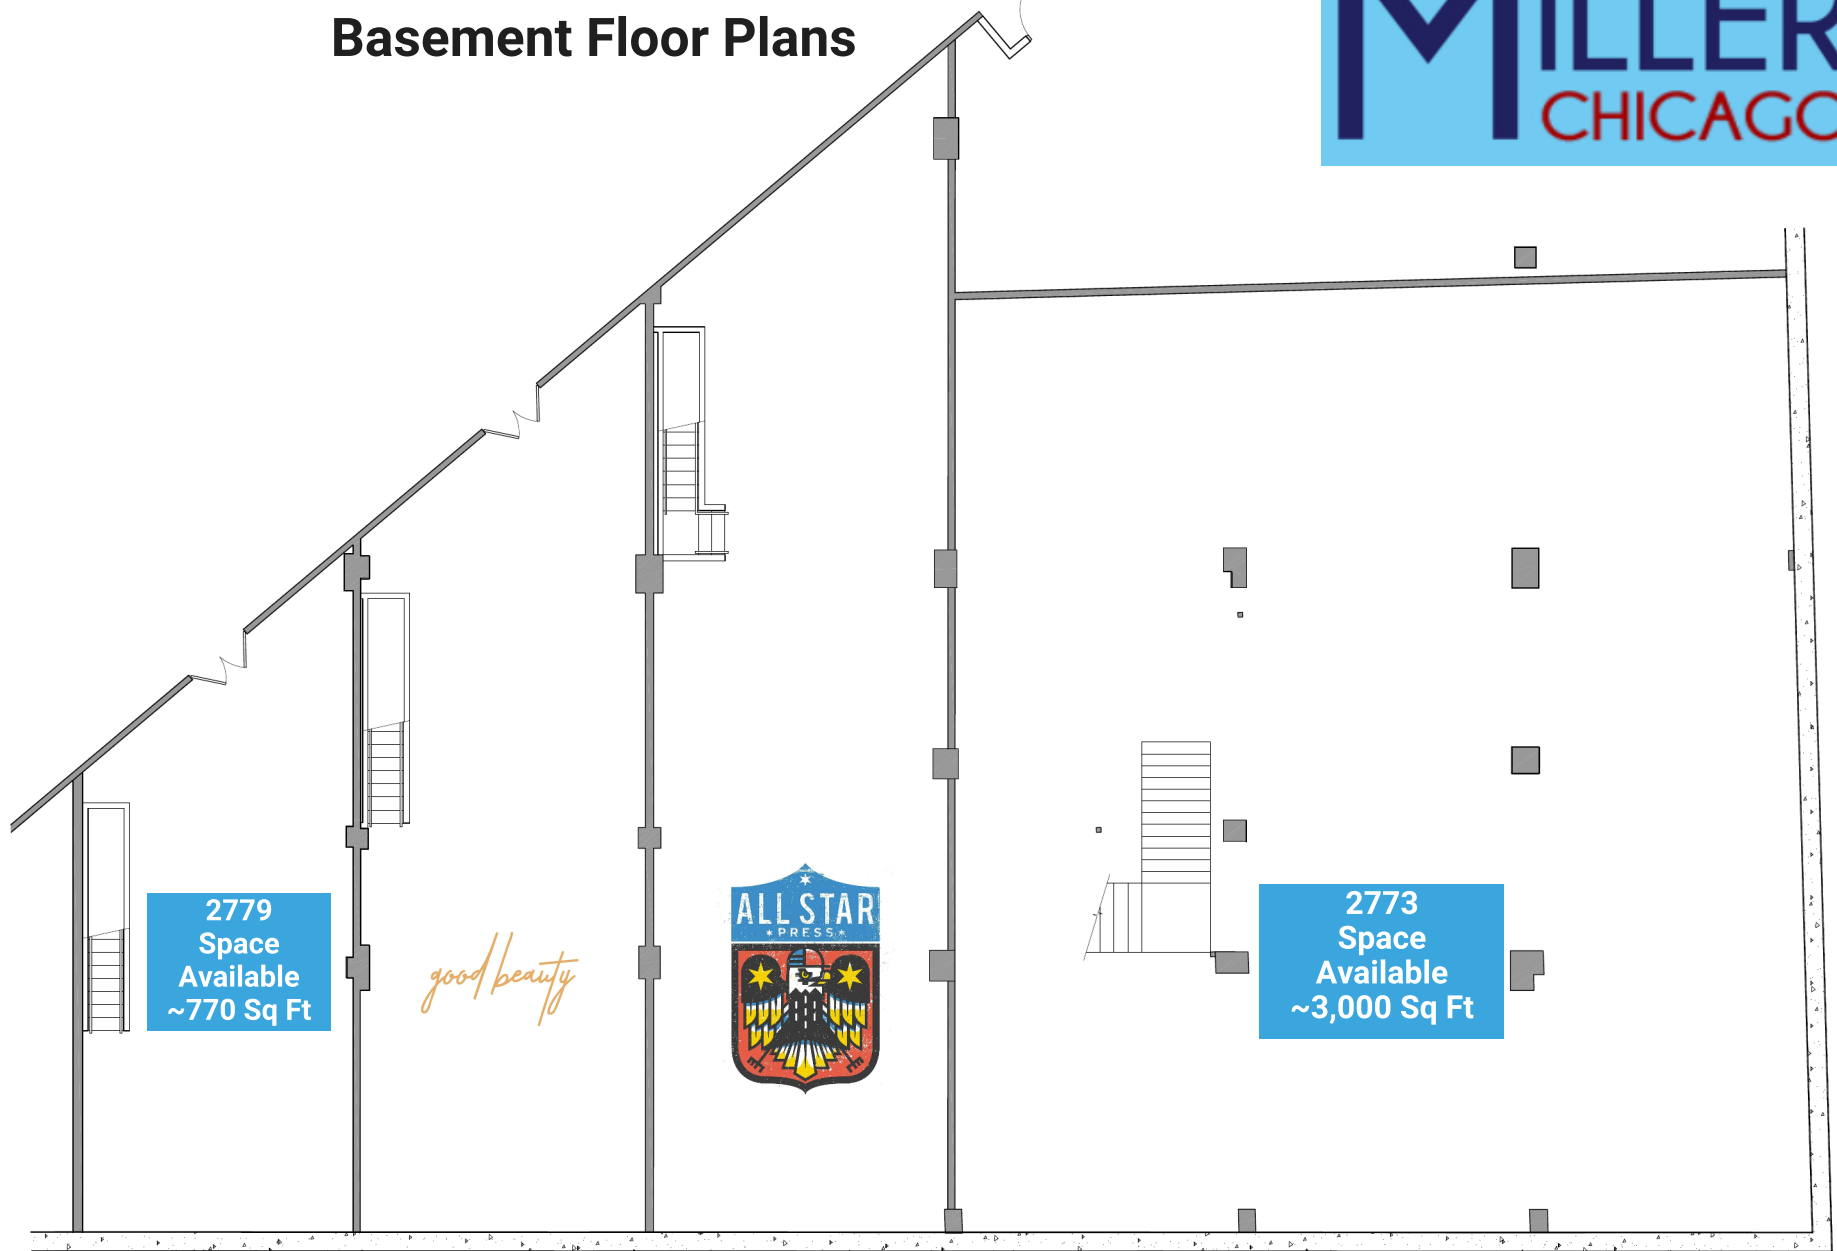 Basement Floor Plans
MILLER
CHICAGO
2779
Space
Available
~770 Sq Ft
good beauty
ALL STAR
*PRESS*
2773
Space
Available
~3,000 Sq Ft